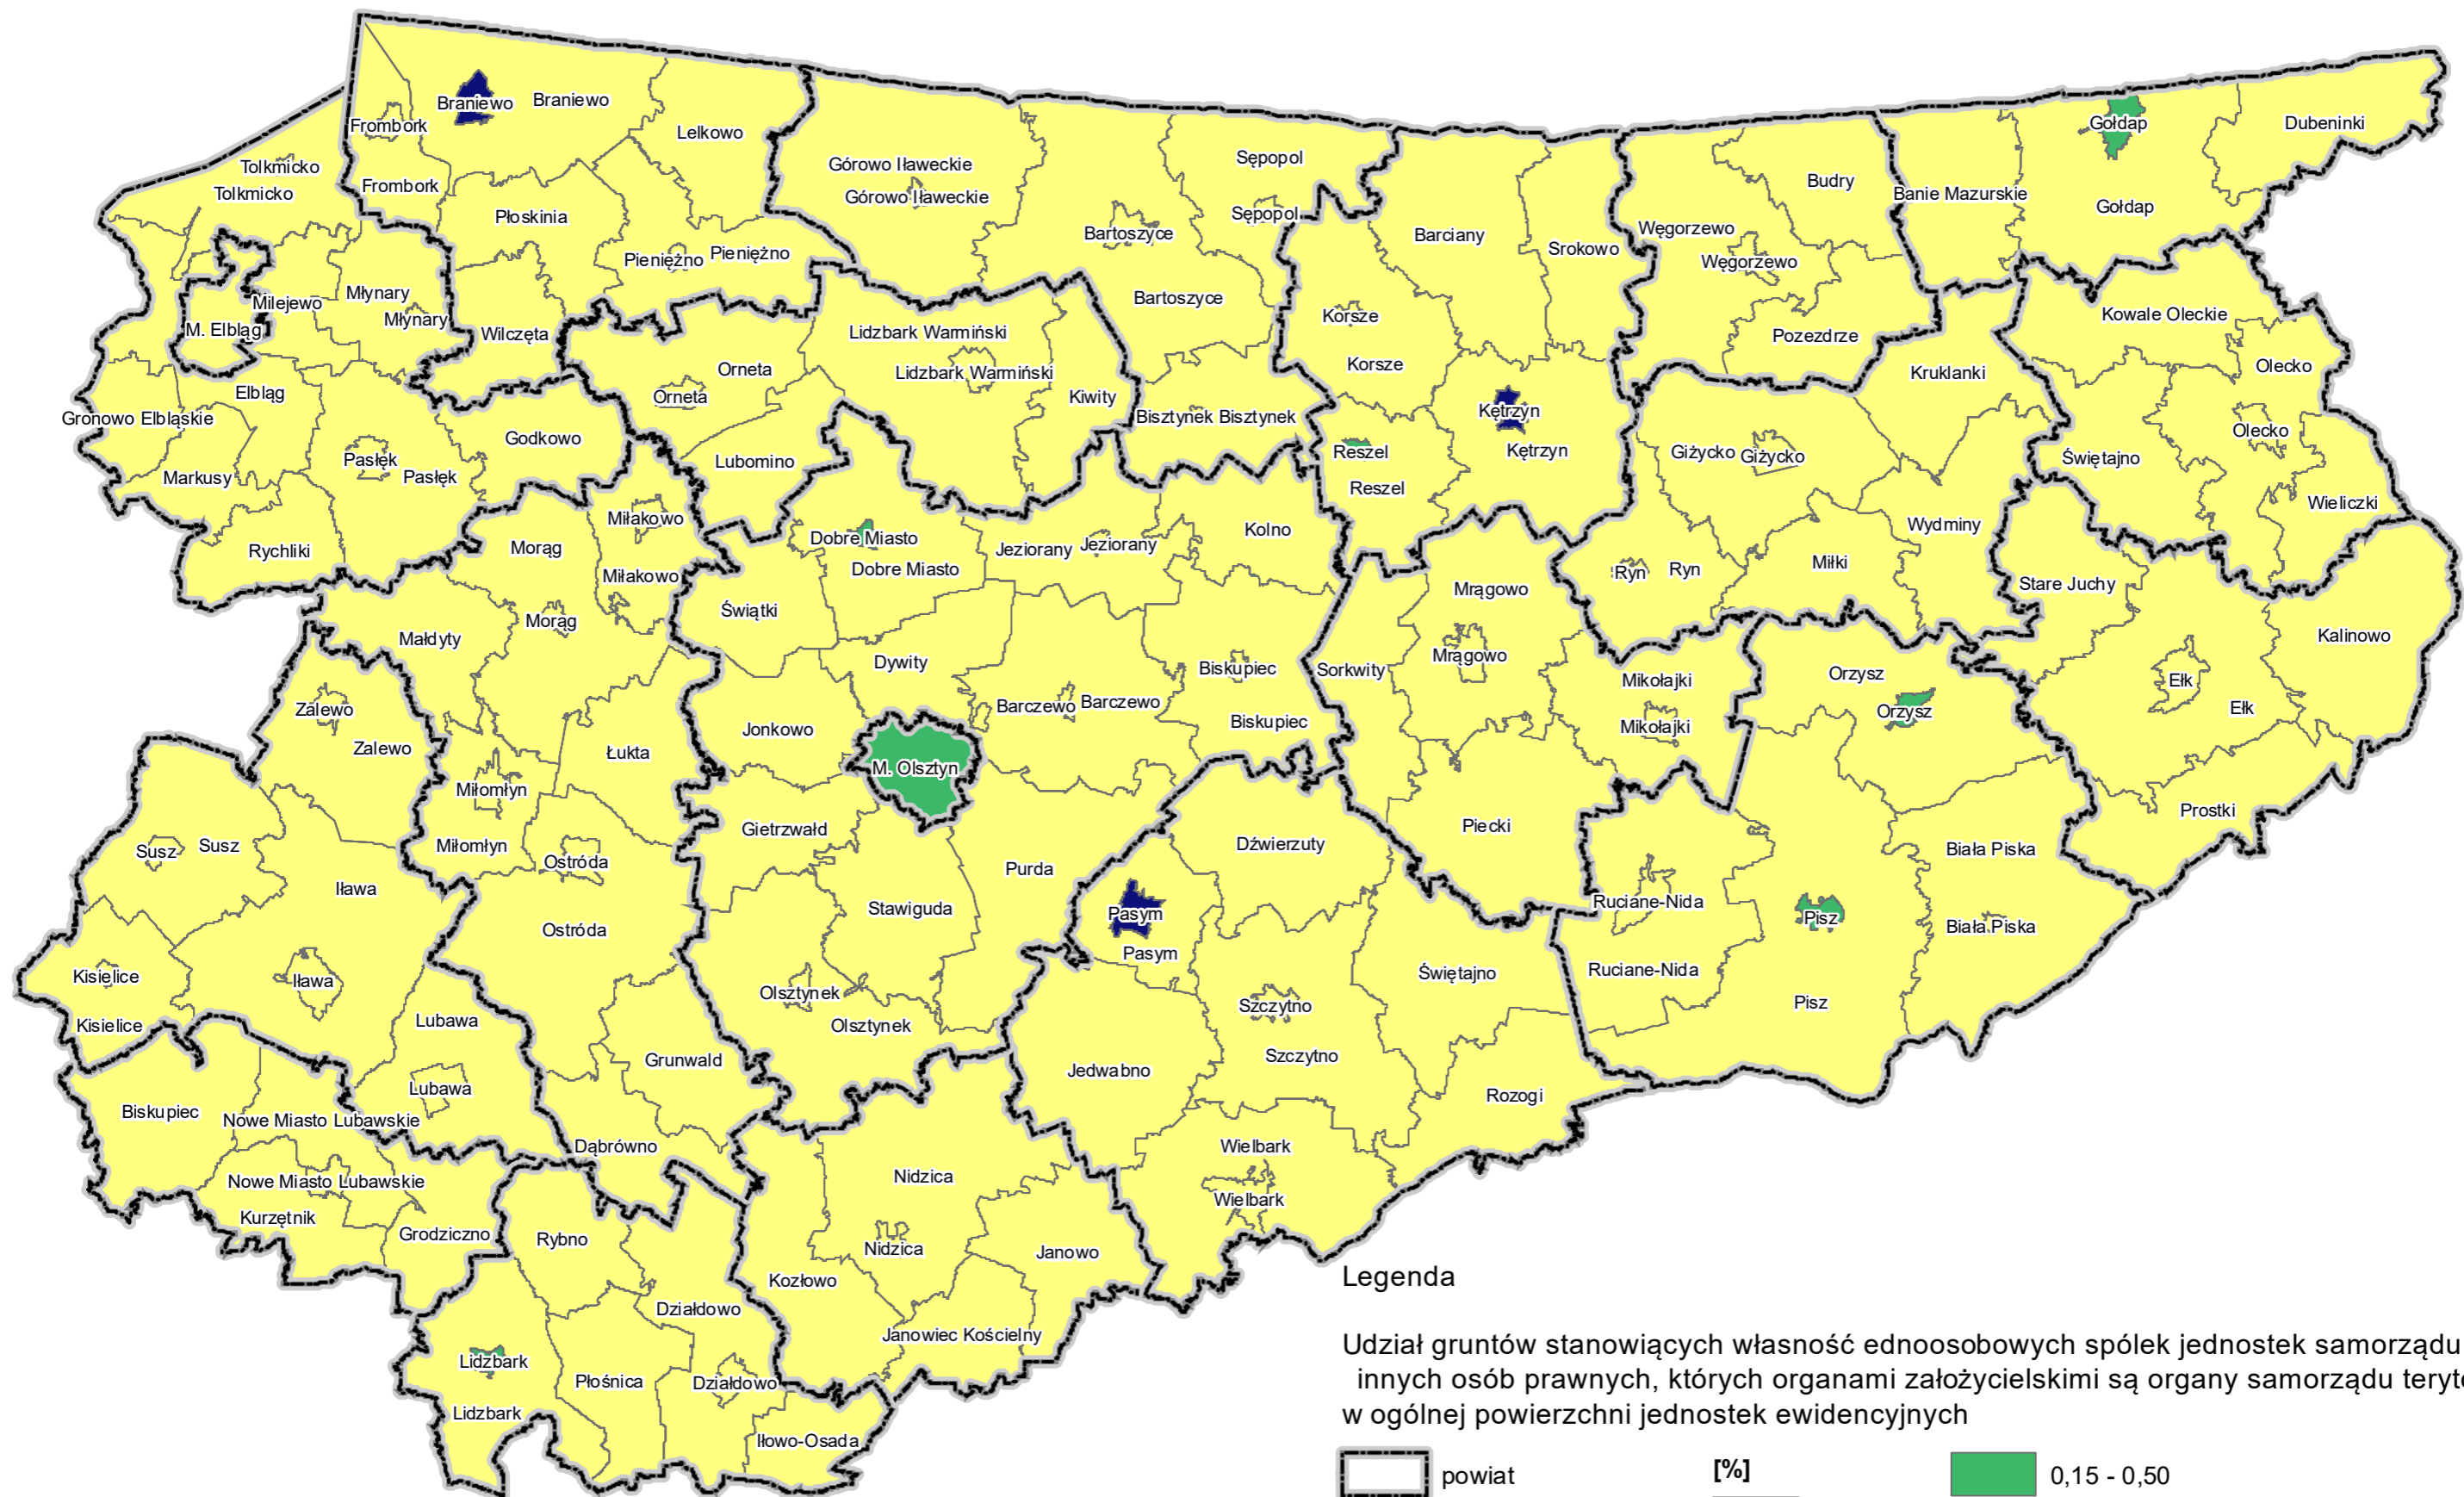 Braniewo
Braniewo
Frombork
Lelkowo
Tolkmicko
Tolkmicko
Frombork
Płoskinia
Pieniężno
Pieniężno
Górowo Iławeckie
Górowo Iławeckie
Sępopol
Sępopol
Bartoszyce
Bartoszyce
Barciany
Srokowo
Węgorzewo
Węgorzewo
Budry
Banie Mazurskie
Gołdap
Gołdap
Dubeninki
Milejewo
Młynary
Młynary
M. Elbląg
Wilczęta
Lidzbark Warmiński
Lidzbark Warmiński
Orneta
Orneta
Kiwity
Korsze
Korsze
Pozezdrze
Kowale Oleckie
Olecko
Olecko
Kruklanki
Elbląg
Gronowo Elbląskie
Markusy
Pasłęk
Pasłęk
Godkowo
Lubomino
Bisztynek
Bisztynek
Reszel
Reszel
Kętrzyn
Kętrzyn
Giżycko
Giżycko
Świętajno
Wieliczki
Rychliki
Morąg
Miłakowo
Miłakowo
Dobre Miasto
Dobre Miasto
Jeziorany
Jeziorany
Kolno
Ryn
Ryn
Miłki
Wydminy
Stare Juchy
Kalinowo
Małdyty
Morąg
Świątki
Dywity
Mrągowo
Mrągowo
Sorkwity
Mikołajki
Mikołajki
Orzysz
Orzysz
Ełk
Ełk
Zalewo
Zalewo
Łukta
Jonkowo
Barczewo
Barczewo
Biskupiec
Biskupiec
M. Olsztyn
Miłomłyn
Miłomłyn
Gietrzwałd
Prostki
Susz
Susz
Iława
Ostróda
Ostróda
Purda
Stawiguda
Dźwierzuty
Piecki
Biała Piska
Biała Piska
Pasym
Pasym
Ruciane-Nida
Ruciane-Nida
Pisz
Pisz
Kisielice
Kisielice
Iława
Lubawa
Lubawa
Olsztynek
Olsztynek
Szczytno
Szczytno
Świętajno
Grunwald
Jedwabno
Rozogi
Biskupiec
Nowe Miasto Lubawskie
Nowe Miasto Lubawskie
Dąbrówno
Wielbark
Wielbark
Kurzętnik
Grodziczno
Rybno
Nidzica
Nidzica
Janowo
Kozłowo
Działdowo
Działdowo
Janowiec Kościelny
Lidzbark
Lidzbark
Płośnica
Iłowo-Osada
Legenda
Udział gruntów stanowiących własność ednoosobowych spólek jednostek samorządu
innych osób prawnych, których organami założycielskimi są organy samorządu teryt
w ogólnej powierzchni jednostek ewidencyjnych
powiat
[%]
0,15 - 0,50